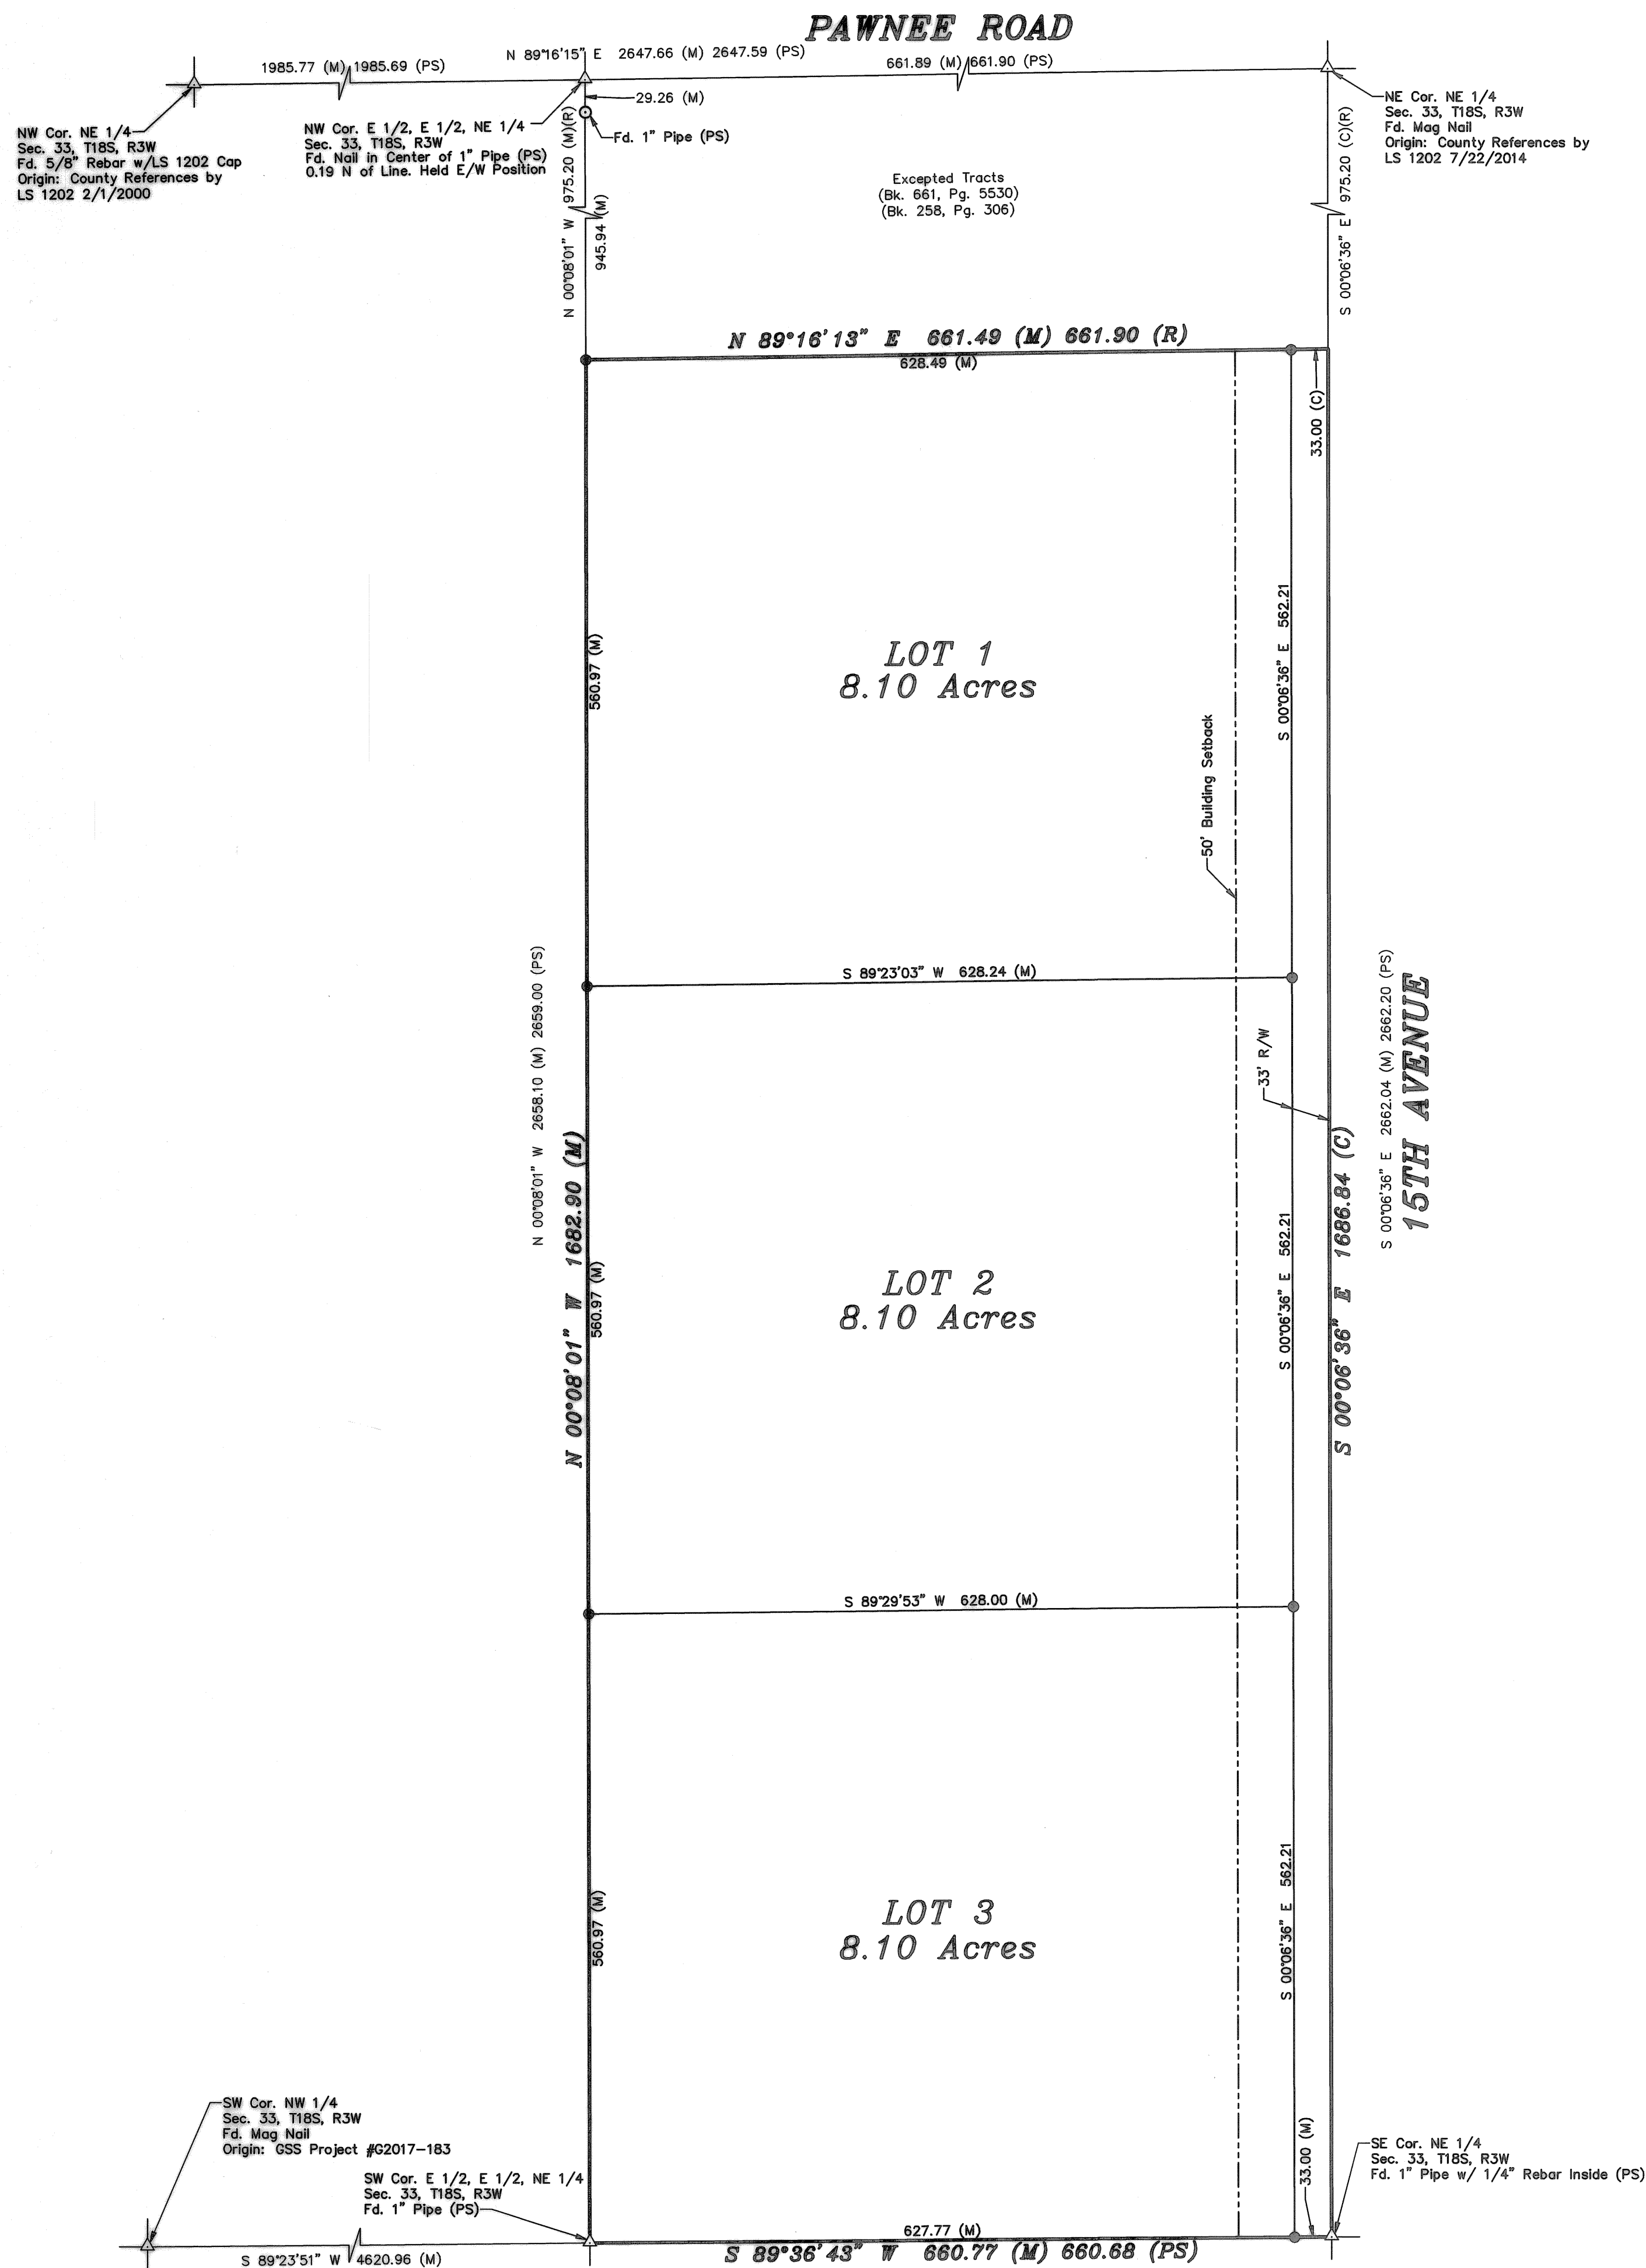 PAWNEE ROAD
N 89°16'15" E 2647.66 (M) 2647.59 (PS)
1985.77 (M) 1985.69 (PS)
661.89 (M) 661.90 (PS)
29.26 (M)
Fd. 1" Pipe (PS)
NW Cor. NE 1/4
Sec. 33, T18S, R3W
Fd. 5/8" Rebar w/LS 1202 Cap
Origin: County References by
LS 1202 2/1/2000
NW Cor. E 1/2, E 1/2, NE 1/4
Sec. 33, T18S, R3W
Fd. Nail in Center of 1" Pipe (PS)
0.19 N of Line. Held E/W Position
NE Cor. NE 1/4
Sec. 33, T18S, R3W
Fd. Mag Nail
Origin: County References by
LS 1202 7/22/2014
Excepted Tracts
(Bk. 661, Pg. 5530)
(Bk. 258, Pg. 306)
N 00°08'01" W 975.20 (M)(R)
945.94 (M)
S 00°06'36" E 975.20 (C)(R)
N 89°16'13" E 661.49 (M) 661.90 (R)
628.49 (M)
33.00 (C)
560.97 (M)
LOT 1
8.10 Acres
S 00°06'36" E 562.21
50' Building Setback
S 89°23'03" W 628.24 (M)
N 00°08'01" W 2658.10 (M) 2659.00 (PS)
N 00°08'01" W 1682.90 (M)
560.97 (M)
LOT 2
8.10 Acres
33' R/W
S 00°06'36" E 562.21
S 00°06'36" E 1686.84 (C)
S 00°06'36" E 2662.04 (M) 2662.20 (PS)
15TH AVENUE
S 89°29'53" W 628.00 (M)
560.97 (M)
LOT 3
8.10 Acres
S 00°06'36" E 562.21
33.00 (M)
SW Cor. NW 1/4
Sec. 33, T18S, R3W
Fd. Mag Nail
Origin: GSS Project #G2017-183
SW Cor. E 1/2, E 1/2, NE 1/4
Sec. 33, T18S, R3W
Fd. 1" Pipe (PS)
SE Cor. NE 1/4
Sec. 33, T18S, R3W
Fd. 1" Pipe w/ 1/4" Rebar Inside (PS)
627.77 (M)
S 89°23'51" W 4620.96 (M)
S 89°36'43" W 660.77 (M) 660.68 (PS)